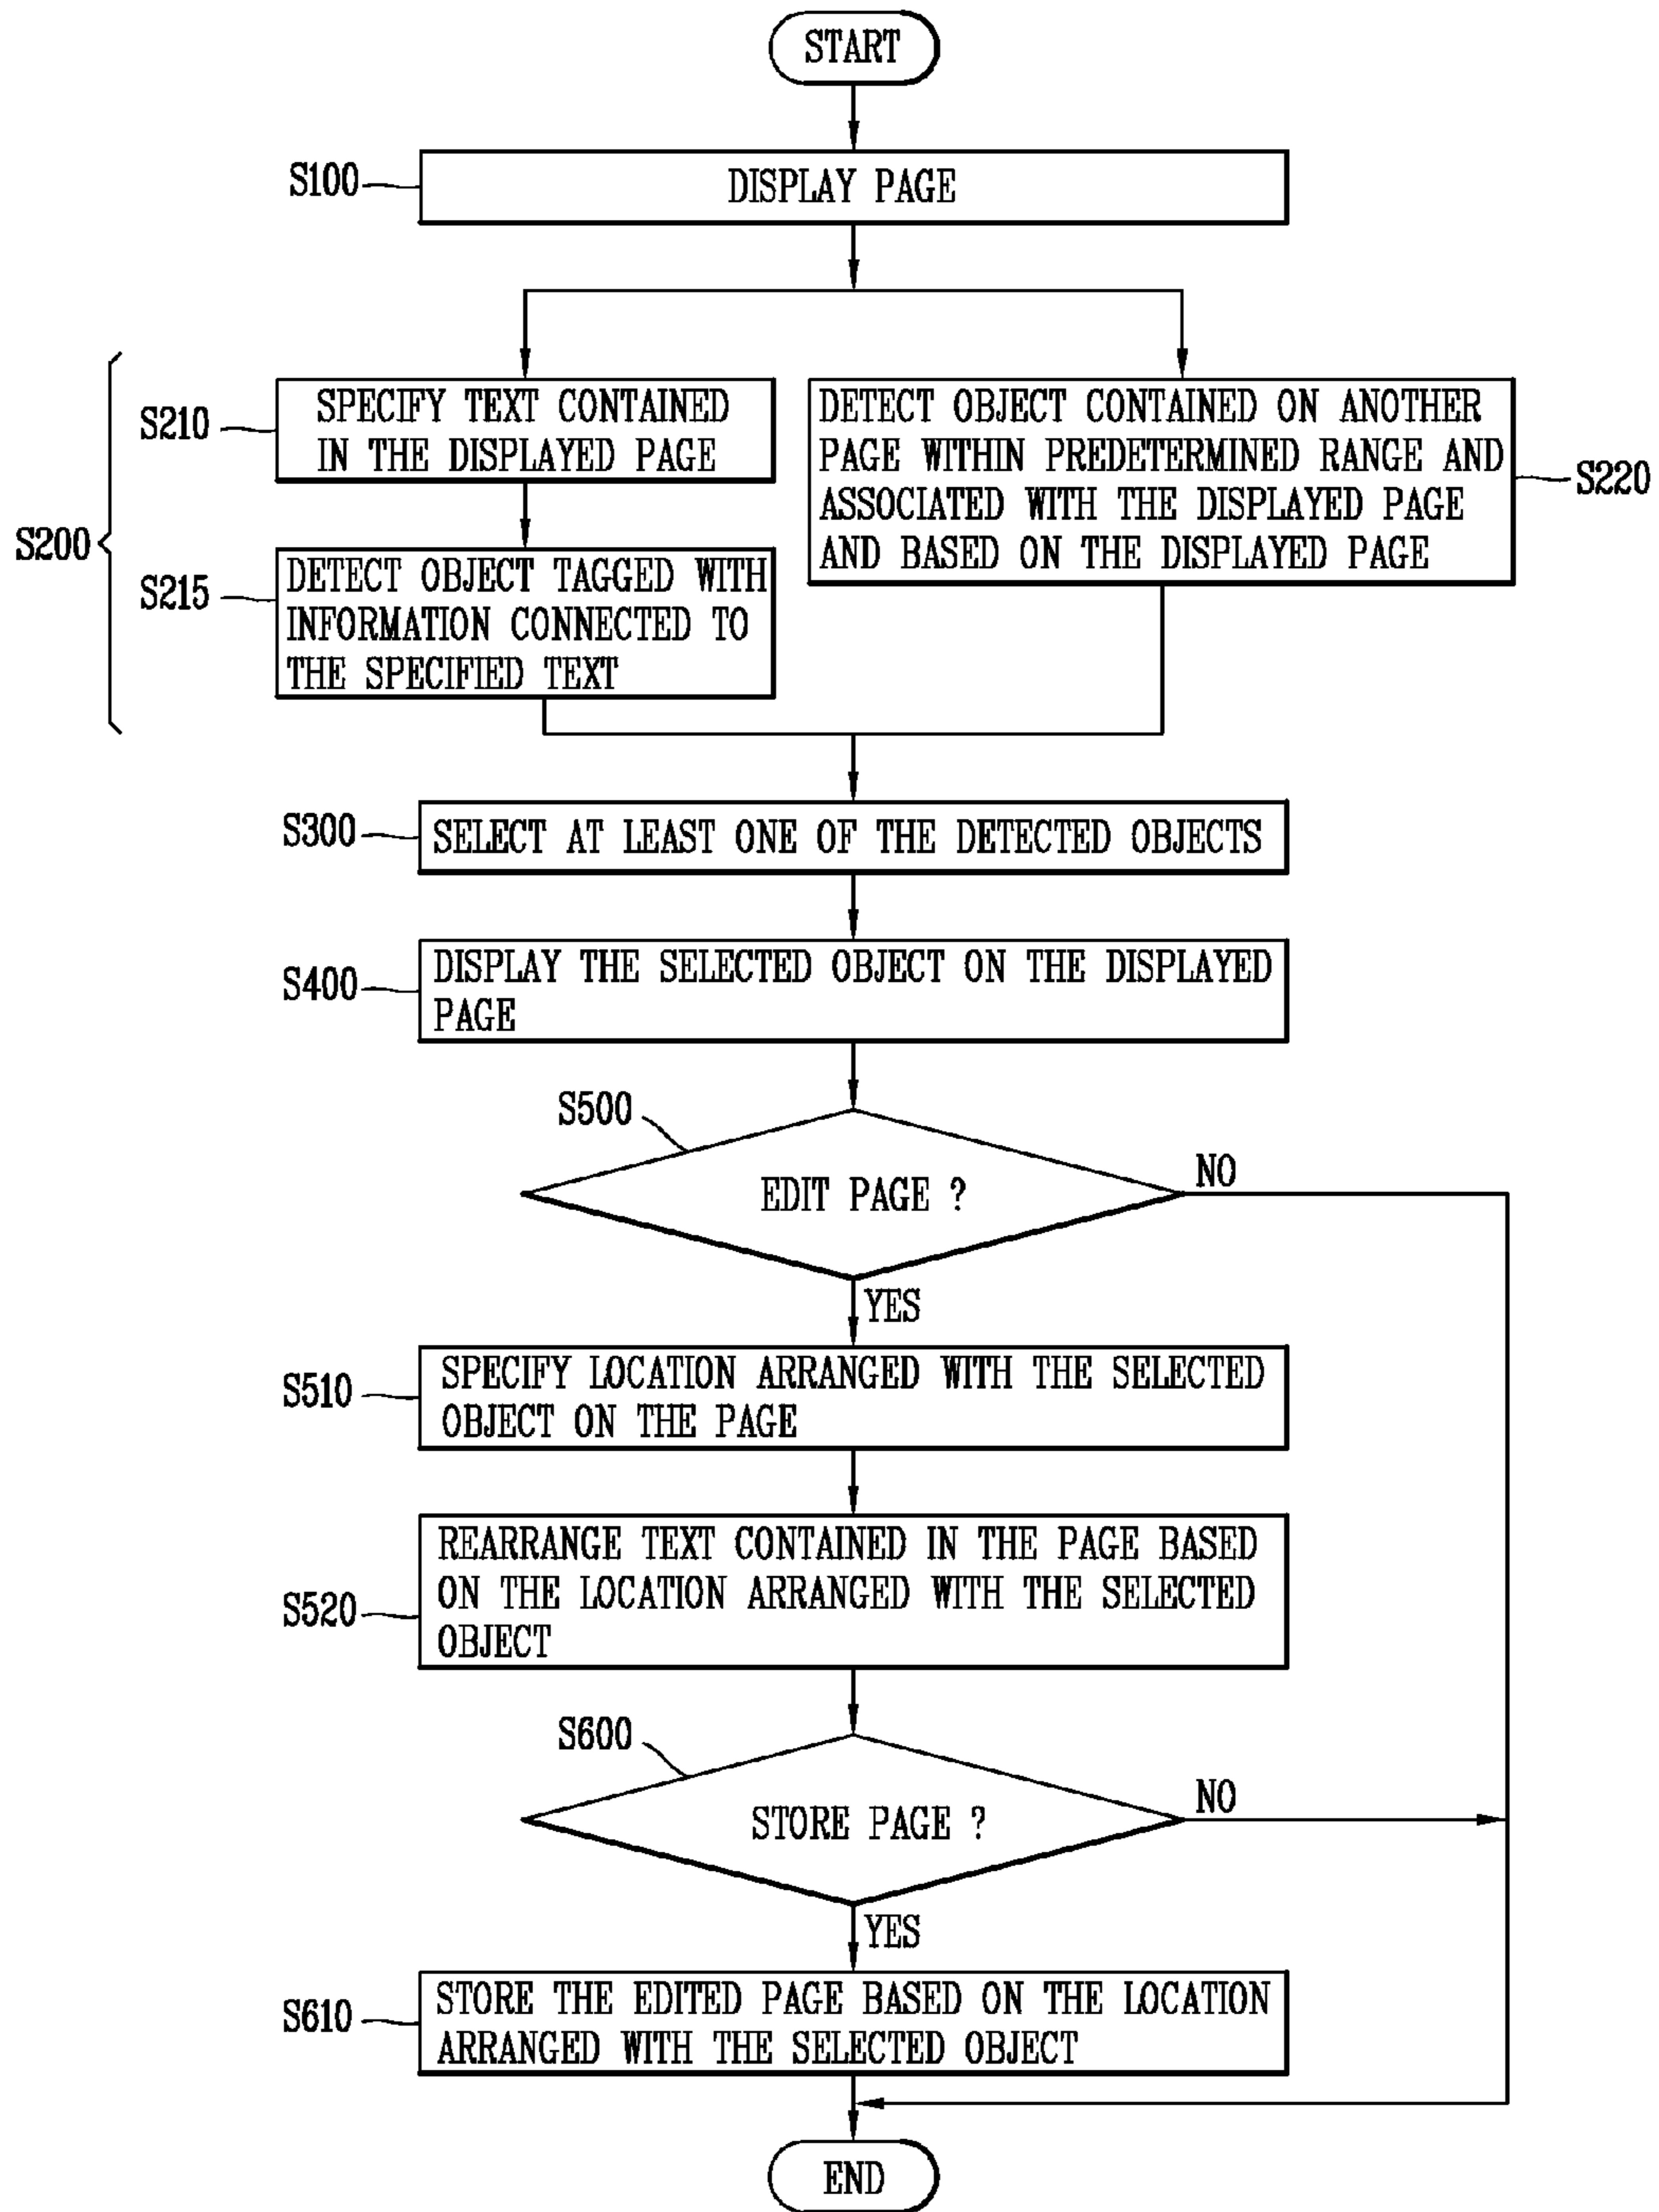 START
S100
DISPLAY PAGE
S200
S210
SPECIFY TEXT CONTAINED
IN THE DISPLAYED PAGE
S215
DETECT OBJECT TAGGED WITH
INFORMATION CONNECTED TO
THE SPECIFIED TEXT
DETECT OBJECT CONTAINED ON ANOTHER
PAGE WITHIN PREDETERMINED RANGE AND
ASSOCIATED WITH THE DISPLAYED PAGE
AND BASED ON THE DISPLAYED PAGE
S220
S300
SELECT AT LEAST ONE OF THE DETECTED OBJECTS
S400
DISPLAY THE SELECTED OBJECT ON THE DISPLAYED
PAGE
S500
EDIT PAGE ?
NO
YES
S510
SPECIFY LOCATION ARRANGED WITH THE SELECTED
OBJECT ON THE PAGE
S520
REARRANGE TEXT CONTAINED IN THE PAGE BASED
ON THE LOCATION ARRANGED WITH THE SELECTED
OBJECT
S600
STORE PAGE ?
NO
YES
S610
STORE THE EDITED PAGE BASED ON THE LOCATION
ARRANGED WITH THE SELECTED OBJECT
END